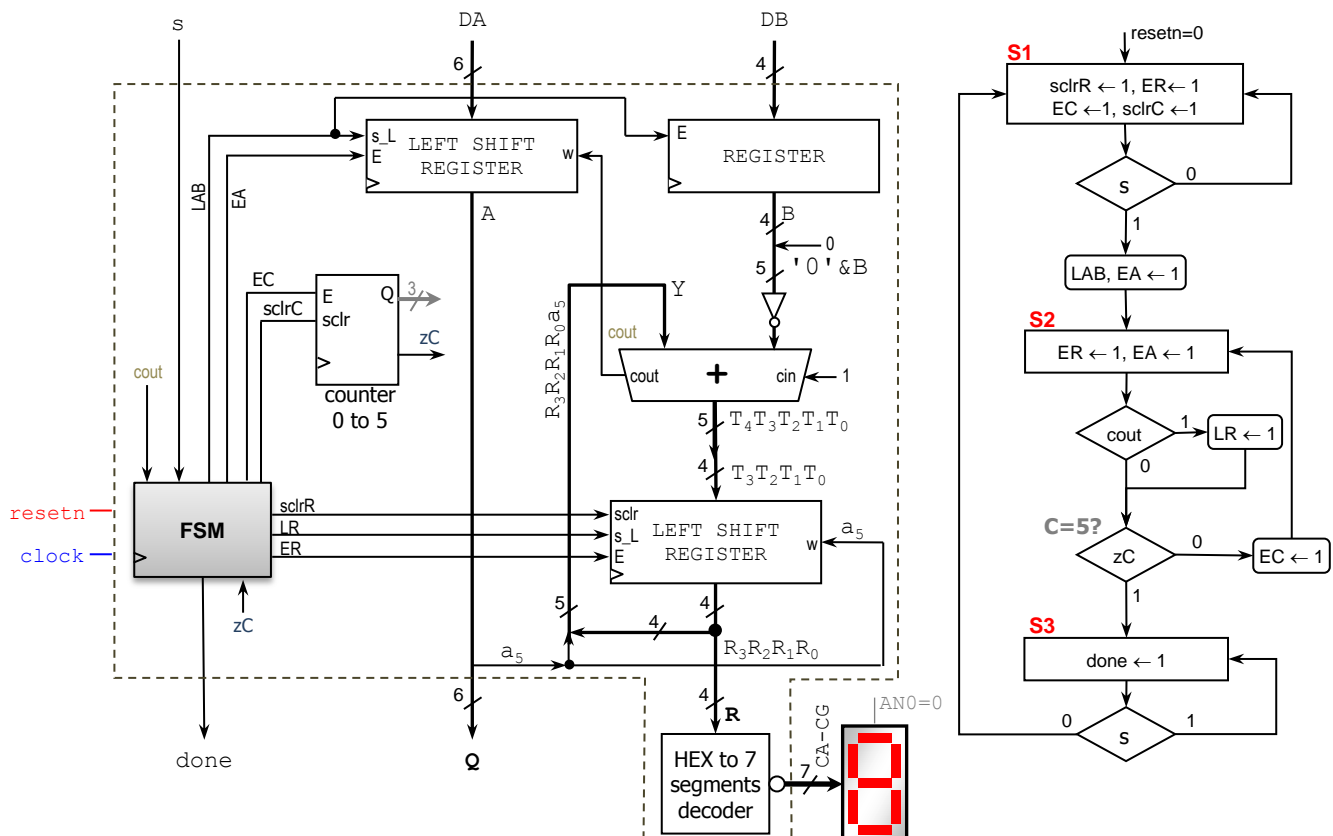 s
DA
DB
resetn=0
S1
6
4
sclrR ← 1, ER← 1
EC ←1, sclrC ←1
s_L
E
LEFT SHIFT
REGISTER
w
E
REGISTER
s
0
1
LAB
EA
A
4
B
0
5
'0'&B
LAB, EA ← 1
EC
sclrC
E
sclr
Q
3
zC
counter
0 to 5
Y
R3R2R1R0a5
cout
cout
+
cin
1
S2
ER ← 1, EA ← 1
cout
5
T4T3T2T1T0
cout
1
LR ← 1
0
4
T3T2T1T0
resetn
clock
FSM
sclrR
LR
ER
sclr
s_L
E
LEFT SHIFT
REGISTER
w
a5
C=5?
zC
0
EC ← 1
1
zC
5
4
4
R3R2R1R0
a5
S3
done ← 1
6
4
R
0
s
1
done
Q
HEX to 7
segments
decoder
7
CA-CG
AN0=0